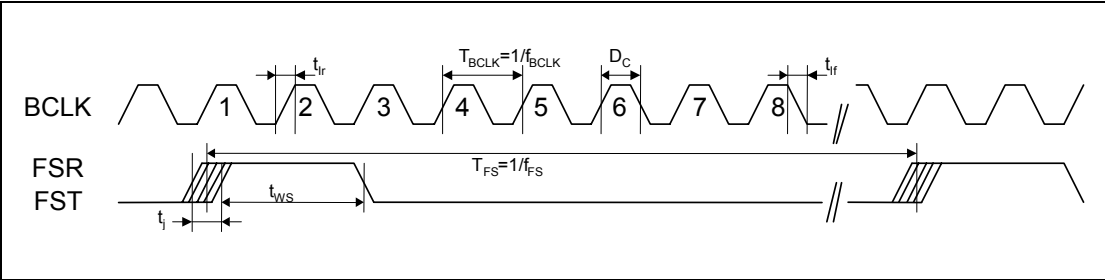 t_lr T_BCLK=1/f_BCLK D_C t_lf
BCLK 1 2 3 4 5 6 7 8
FSR T_FS=1/f_FS
FST t_WS
t_j